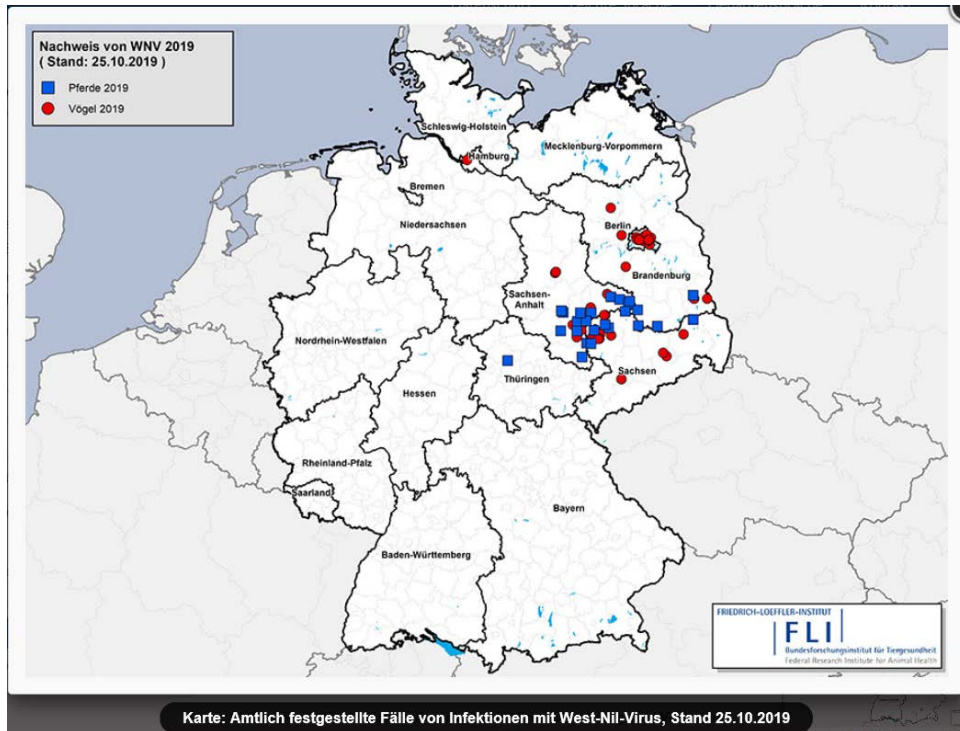 Nachweis von WNV 2019
( Stand: 25.10.2019 )
Pferde 2019
Vögel 2019
Schleswig-Holstein
Hamburg
Mecklenburg-Vorpommern
Bremen
Niedersachsen
Berlin
Brandenburg
Sachsen-
Anhalt
Nordrhein-Westfalen
Sachsen
Thüringen
Hessen
Rheinland-Pfalz
Saarland
Bayern
Baden-Württemberg
FRIEDRICH-LOEFFLER-INSTITUT
FLI
Bundesforschungsinstitut für Tiergesundheit
Federal Research Institute for Animal Health
Karte: Amtlich festgestellte Fälle von Infektionen mit West-Nil-Virus, Stand 25.10.2019